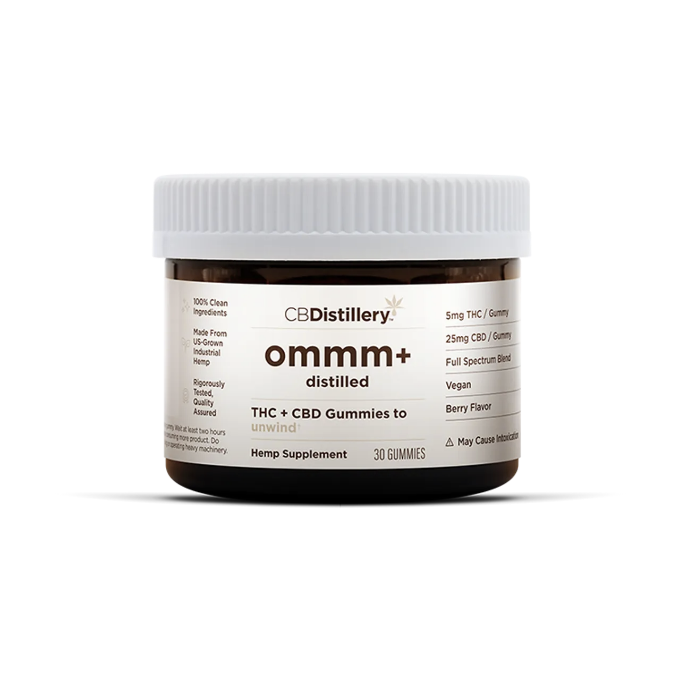 CBDistillery™
ommm+
distilled
THC + CBD Gummies to
unwind†
Hemp Supplement
30 GUMMIES
100% Clean
Ingredients
Made From
US-Grown
Industrial
Hemp
Rigorously
Tested,
Quality
Assured
Wait at least two hours
more product. Do
operating heavy machinery.
5mg THC / Gummy
25mg CBD / Gummy
Full Spectrum Blend
Vegan
Berry Flavor
⚠ May Cause Intoxication